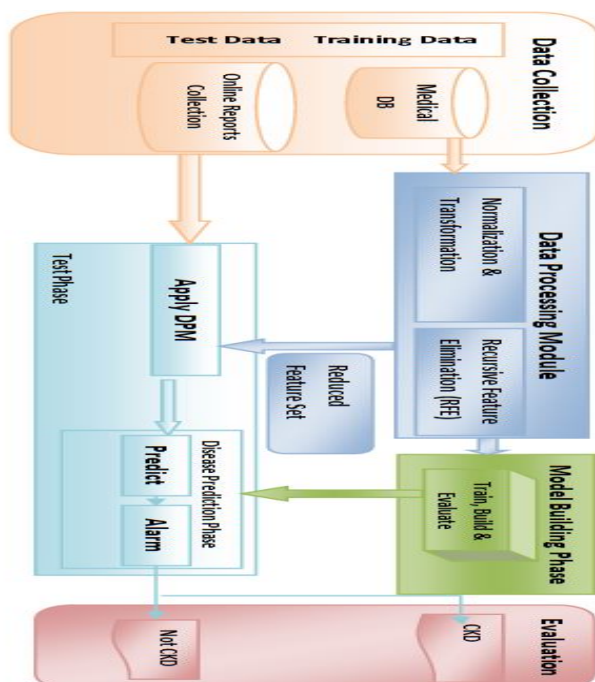 Data Collection
Training Data
Test Data
Medical
DB
Online Reports
Collection
Data Processing Module
Normalization &
Transformation
Recursive Feature
Elimination (RFE)
Reduced
Feature Set
Model Building Phase
Train, Build &
Evaluate
Test Phase
Apply DPM
Disease Prediction Phase
Predict
Alarm
Evaluation
CKD
Not CKD